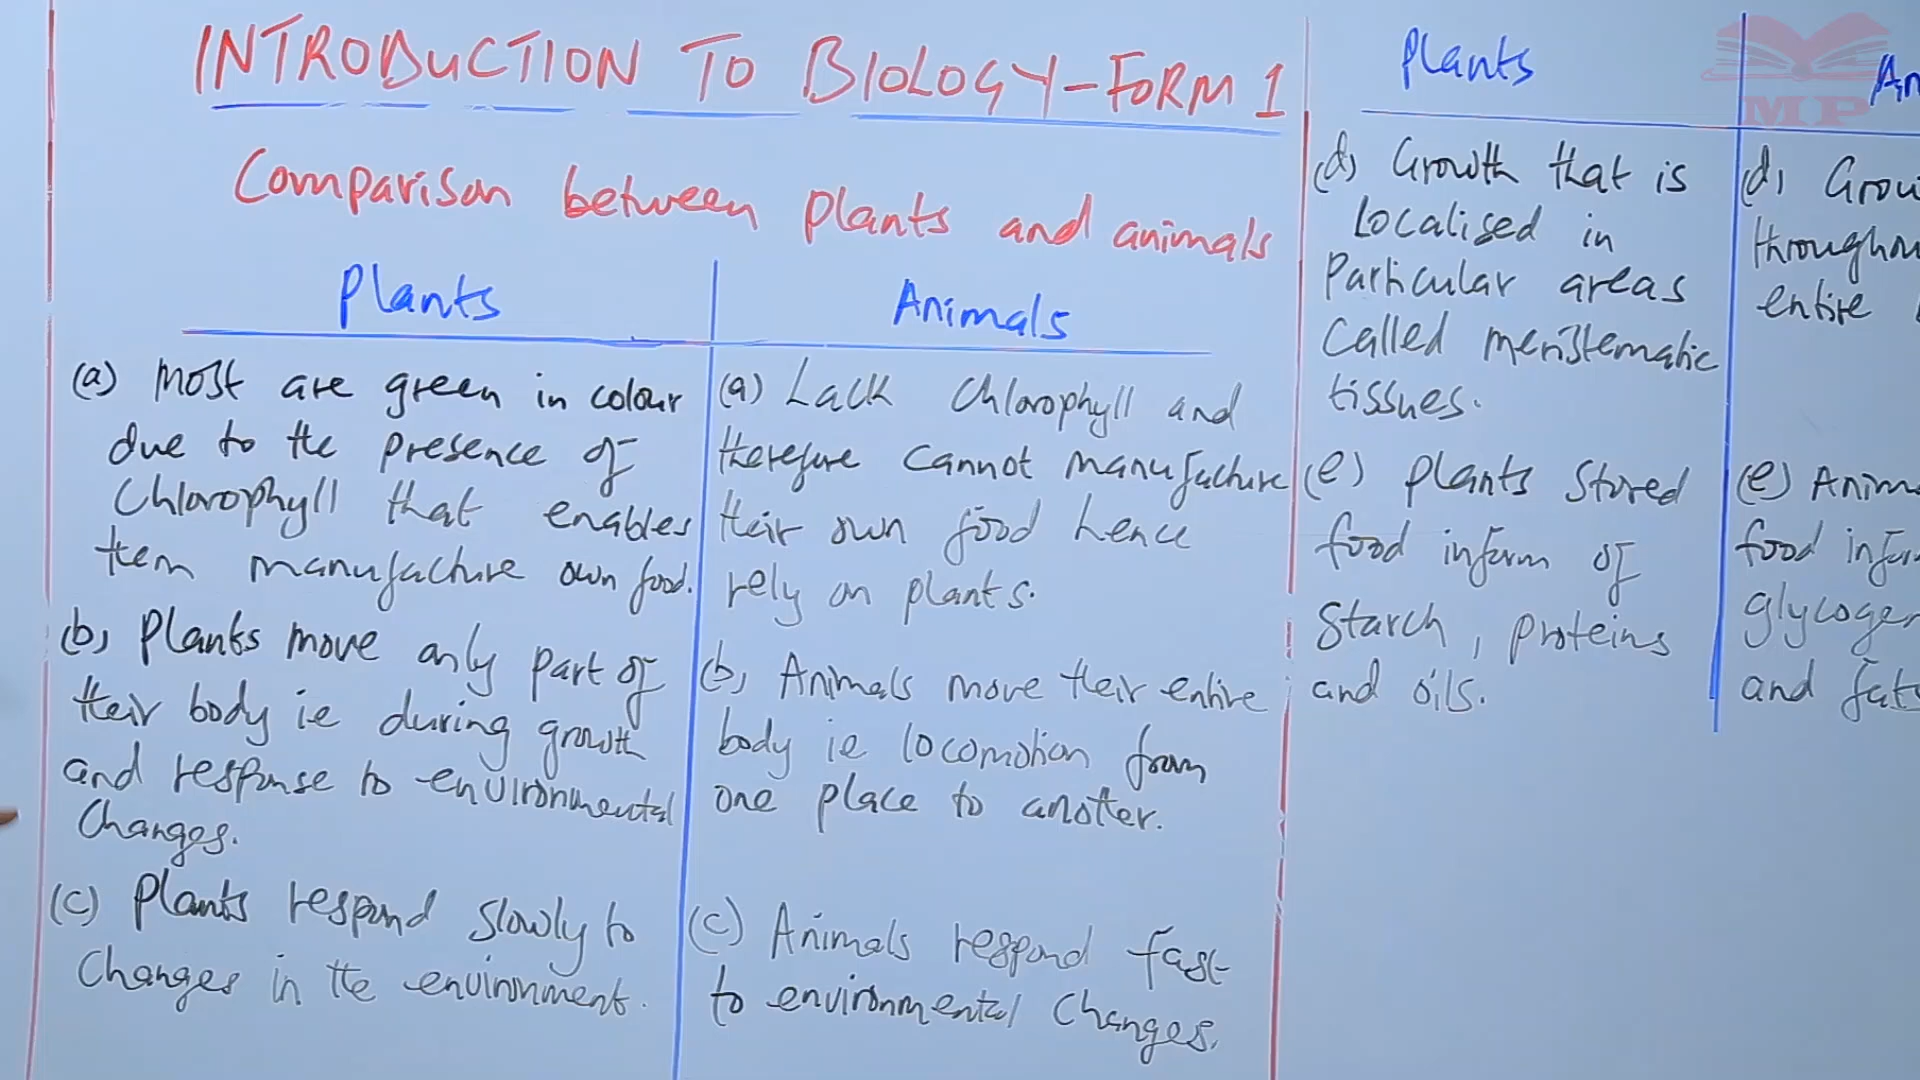 INTRODUCTION TO BIOLOGY-FORM 1
Comparison between plants and animals
Plants
Animals
(a) Most are green in colour
due to the presence of
Chlorophyll that enables
them manufacture own food.
(b) Plants move only part of
their body ie during growth
and response to environmental
Changes.
(c) Plants respond slowly to
Changes in the environment.
(a) Lack Chlorophyll and
therefore cannot manufacture
their own food hence
rely on plants.
(b) Animals move their entire
body ie locomotion from
one place to another.
(c) Animals respond fast
to environmental Changes.
Plants
(d) Growth that is
Localised in
Particular areas
Called meristematic
tissues.
(e) Plants Stored
food inform of
Starch, proteins
and oils.
An
(d)
entire
(e) Anim
food
and
MP